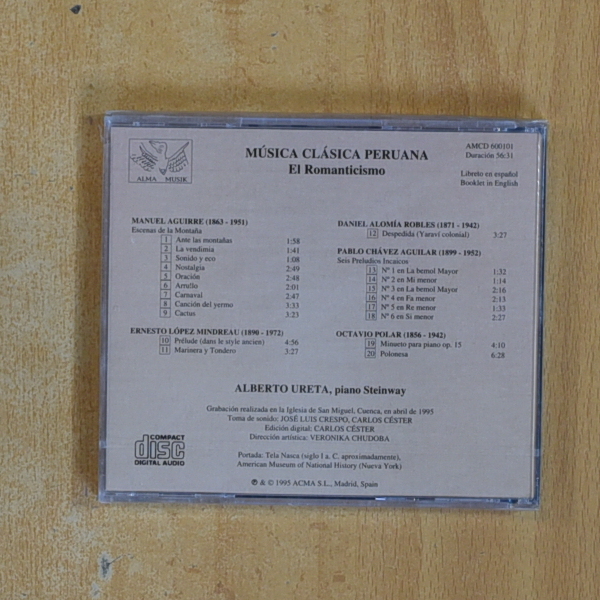 ALMA MUSIK
MÚSICA CLÁSICA PERUANA
El Romanticismo
AMCD 600101
Duración 56:31
Libreto en español
Booklet in English
MANUEL AGUIRRE (1863 - 1951)
Escenas de la Montaña
1 Ante las montañas 1:58
2 La vendimia 1:41
3 Sonido y eco 1:08
4 Nostalgia 2:49
5 Oración 2:48
6 Arrullo 2:01
7 Carnaval 2:47
8 Canción del yermo 3:33
9 Cactus 3:23
ERNESTO LÓPEZ MINDREAU (1890 - 1972)
10 Prélude (dans le style ancien) 4:56
11 Marinera y Tondero 3:27
DANIEL ALOMÍA ROBLES (1871 - 1942)
12 Despedida (Yaraví colonial) 3:27
PABLO CHÁVEZ AGUILAR (1899 - 1952)
Seis Preludios Incaicos
13 Nº 1 en La bemol Mayor 1:32
14 Nº 2 en Mi menor 1:14
15 Nº 3 en La bemol Mayor 2:16
16 Nº 4 en Fa menor 2:13
17 Nº 5 en Re menor 1:33
18 Nº 6 en Si menor 2:27
OCTAVIO POLAR (1856 - 1942)
19 Minueto para piano op. 15 4:10
20 Polonesa 6:28
ALBERTO URETA, piano Steinway
Grabación realizada en la Iglesia de San Miguel, Cuenca, en abril de 1995
Toma de sonido: JOSÉ LUIS CRESPO, CARLOS CÉSTER
Edición digital: CARLOS CÉSTER
Dirección artística: VERONIKA CHUDOBA
COMPACT
disc
DIGITAL AUDIO
Portada: Tela Nasca (siglo I a. C. aproximadamente),
American Museum of National History (Nueva York)
℗ & © 1995 ACMA S.L., Madrid, Spain